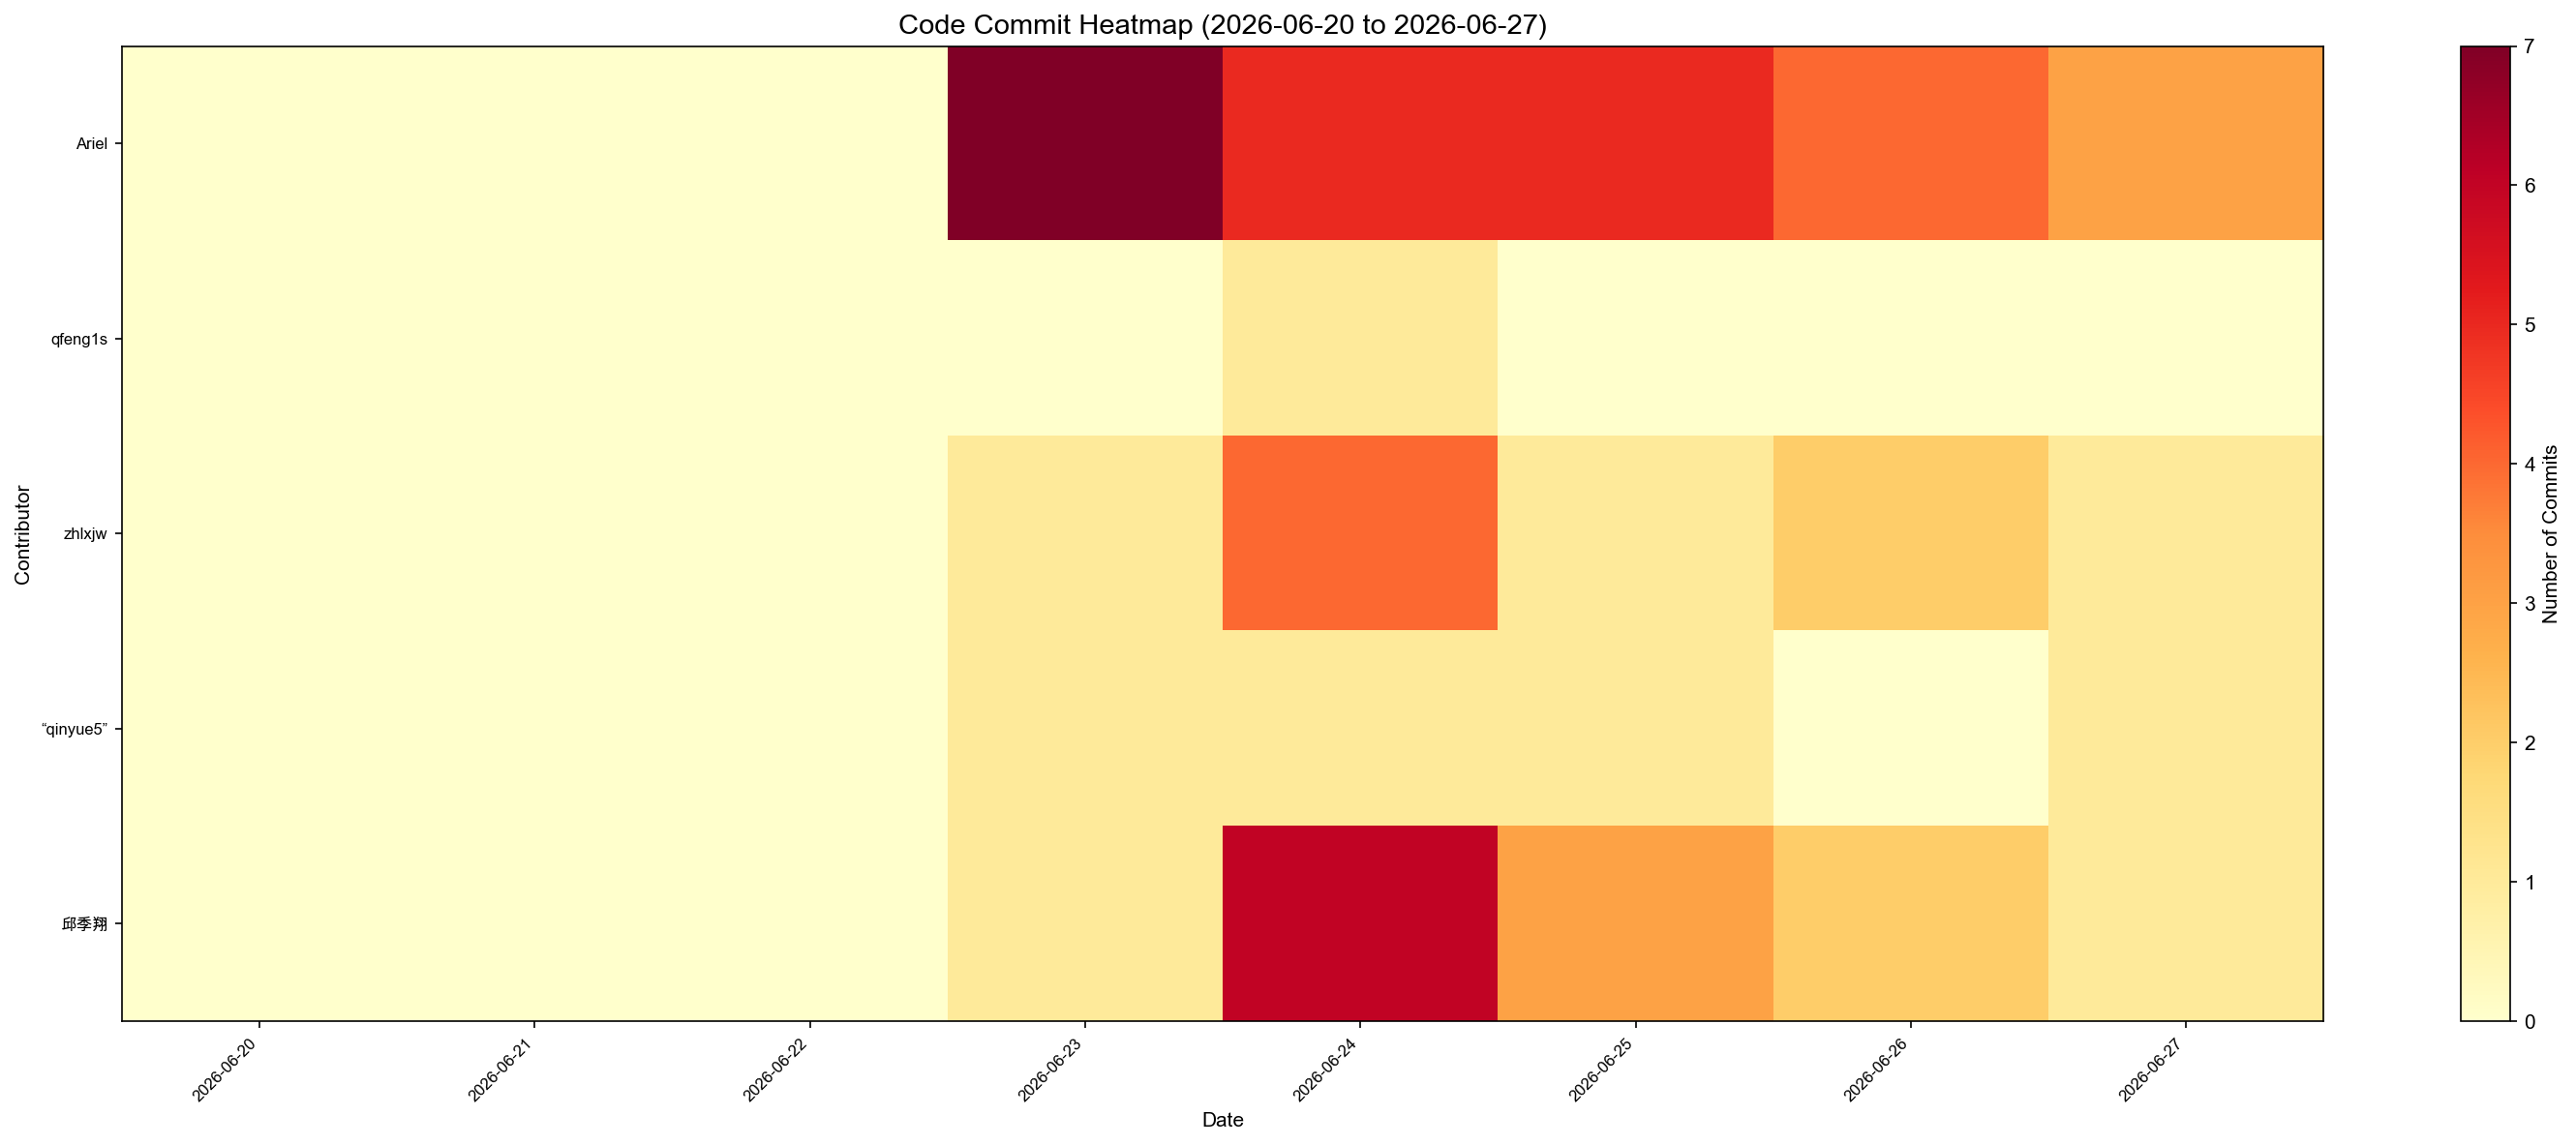 Code Commit Heatmap (2026-06-20 to 2026-06-27)
Contributor
Ariel
qfeng1s
zhlxjw
“qinyue5”
邱季翔
2026-06-20
2026-06-21
2026-06-22
2026-06-23
2026-06-24
2026-06-25
2026-06-26
2026-06-27
Date
7
6
5
4
3
2
1
0
Number of Commits